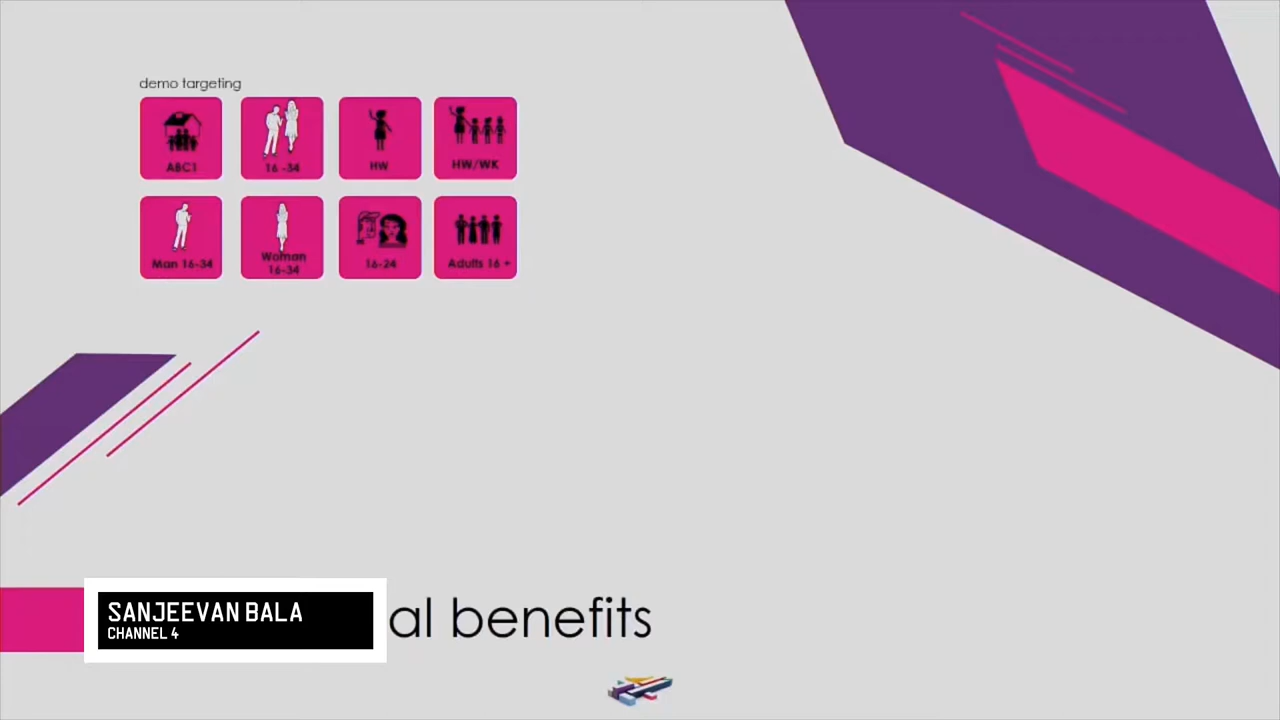 demo targeting
ABC1
16 -34
HW
HW/WK
Man 16-34
Woman
16-34
16-24
Adults 16 +
SANJEEVAN BALA
CHANNEL 4
al benefits